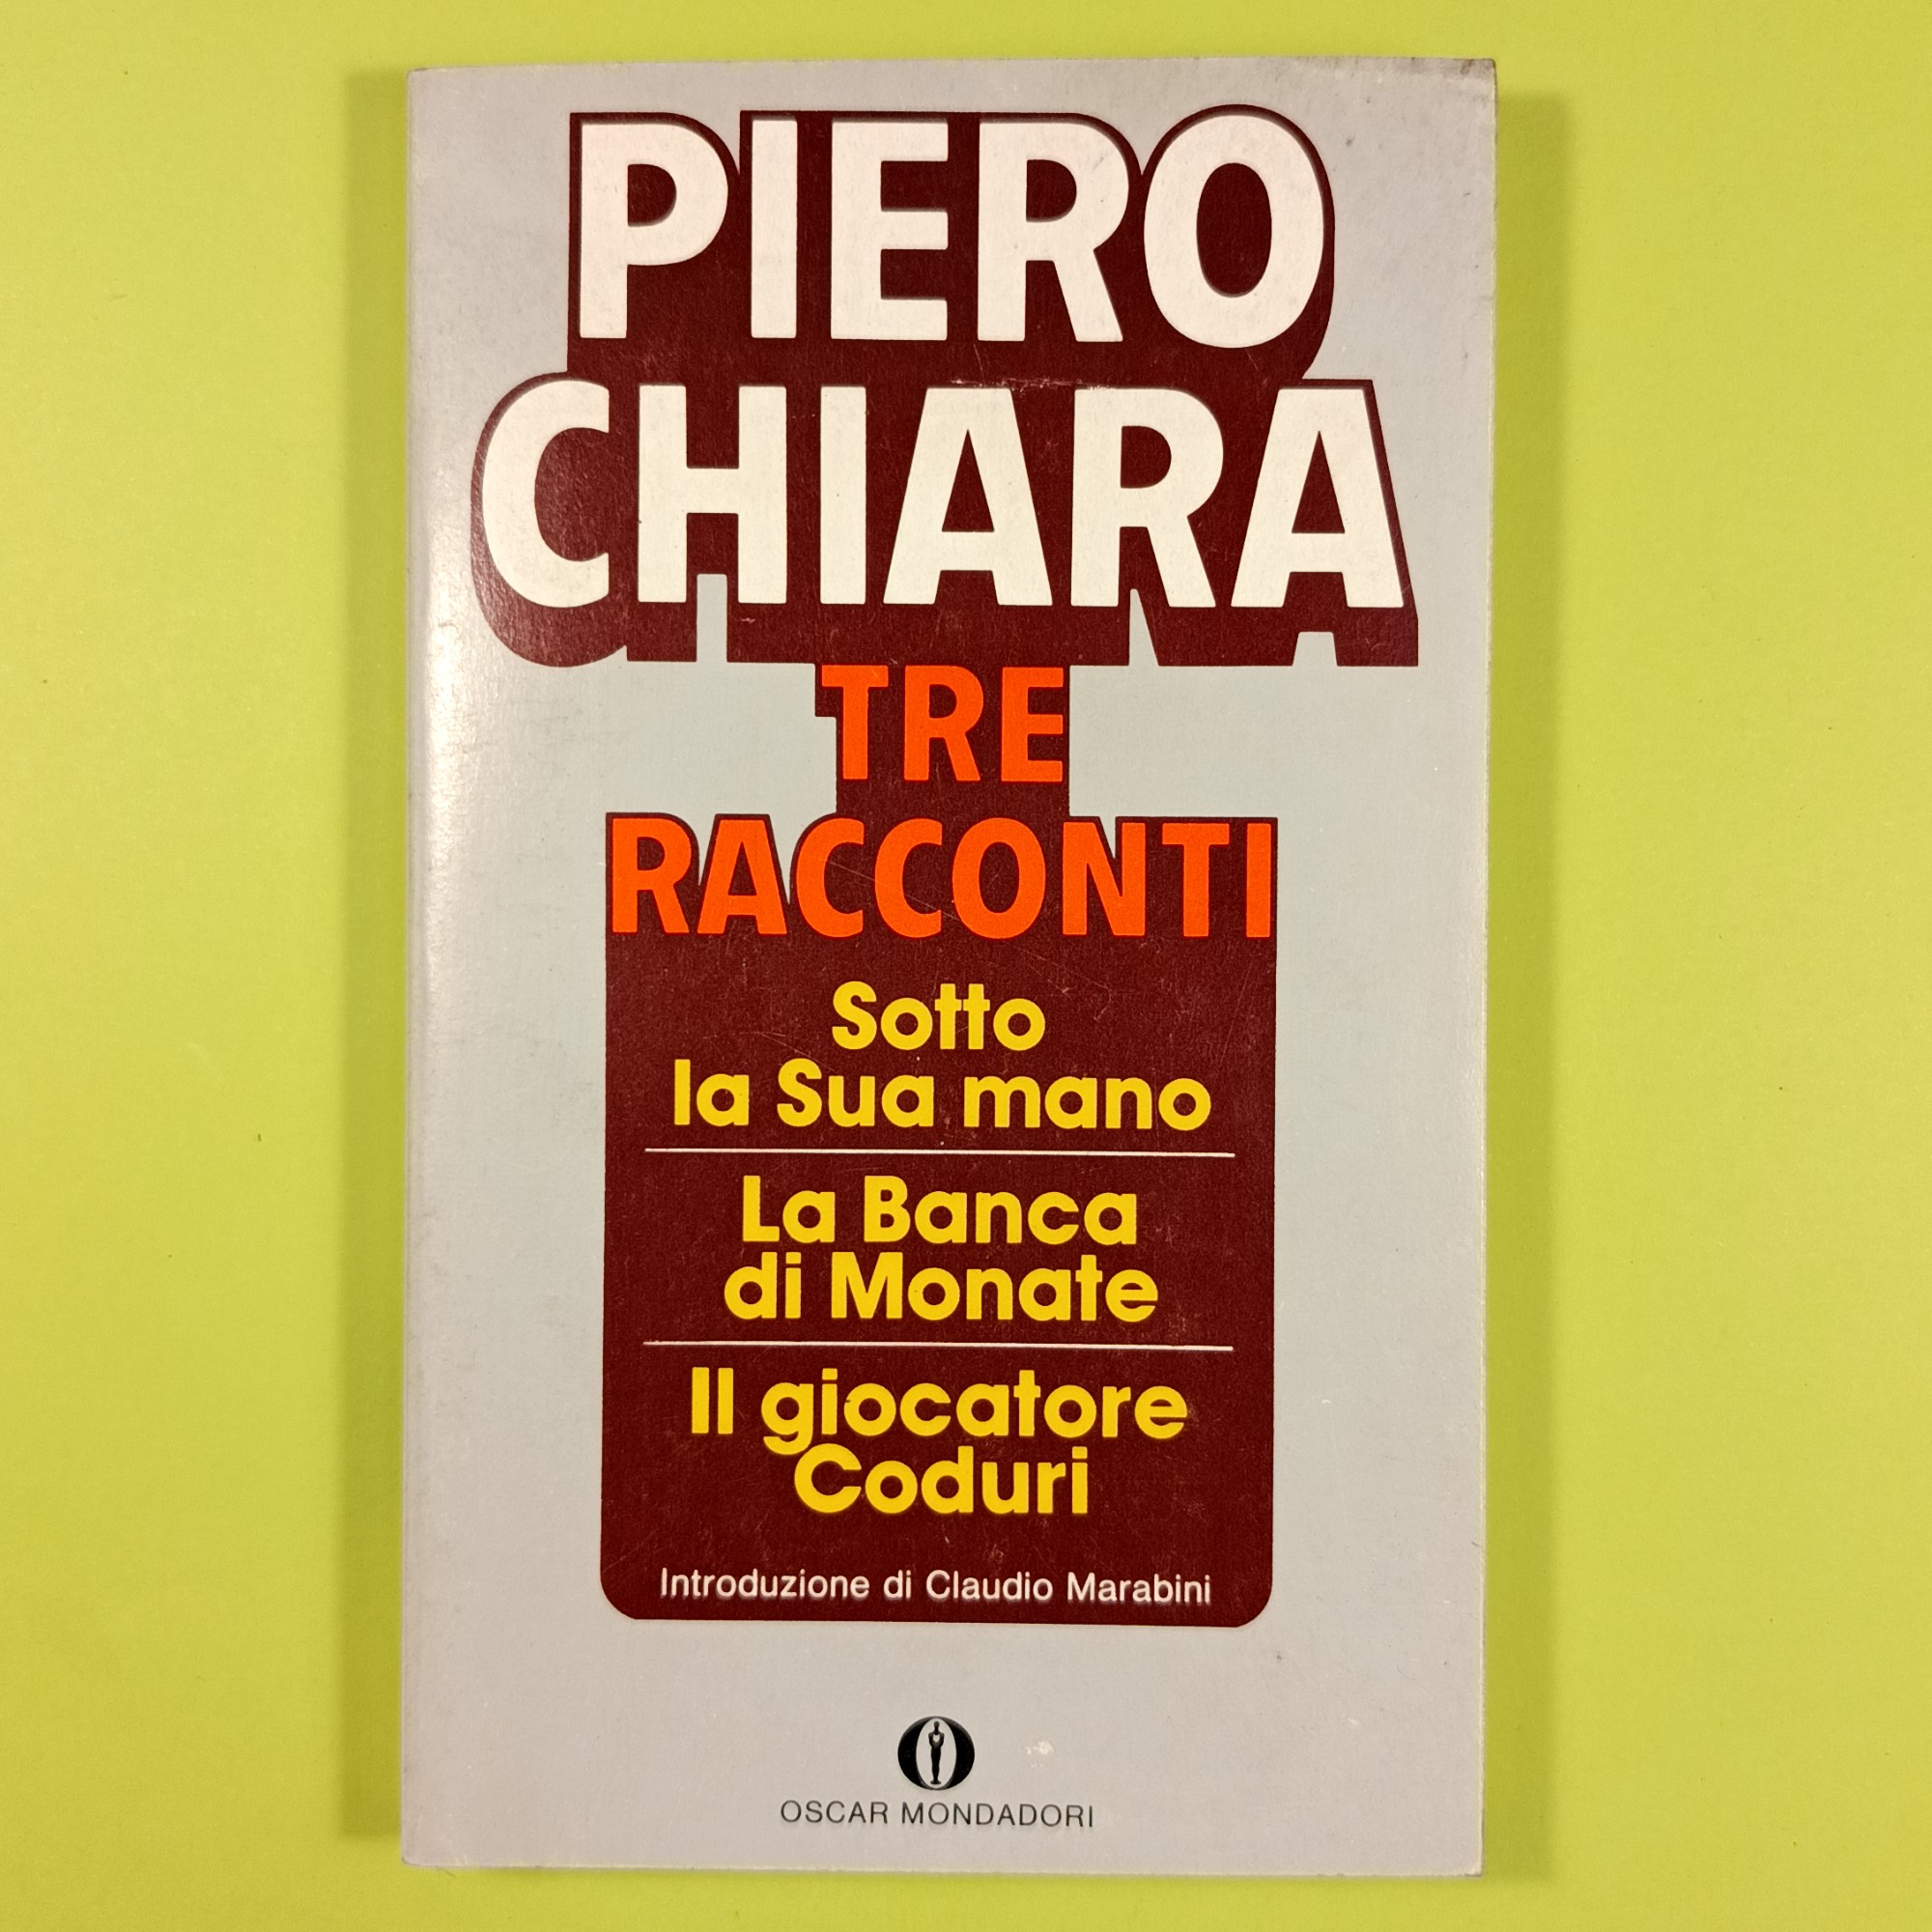 PIERO
CHIARA
TRE
RACCONTI
Sotto
la Sua mano
La Banca
di Monate
Il giocatore
Coduri
Introduzione di Claudio Marabini
OSCAR MONDADORI